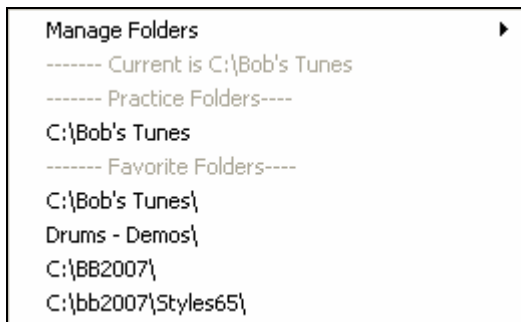 Manage Folders
------- Current is C:\Bob's Tunes
------- Practice Folders----
C:\Bob's Tunes
------- Favorite Folders----
C:\Bob's Tunes\
Drums - Demos\
C:\BB2007\
C:\bb2007\Styles65\